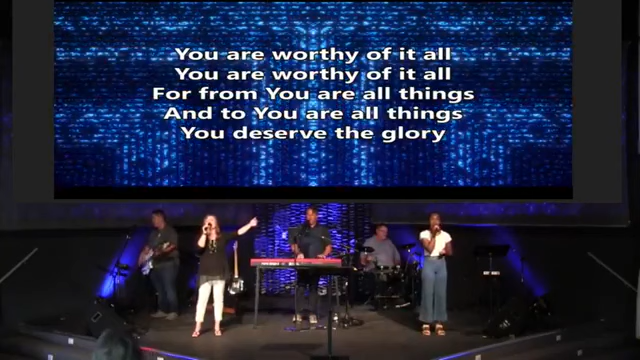 You are worthy of it all
You are worthy of it all
For from You are all things
And to You are all things
You deserve the glory